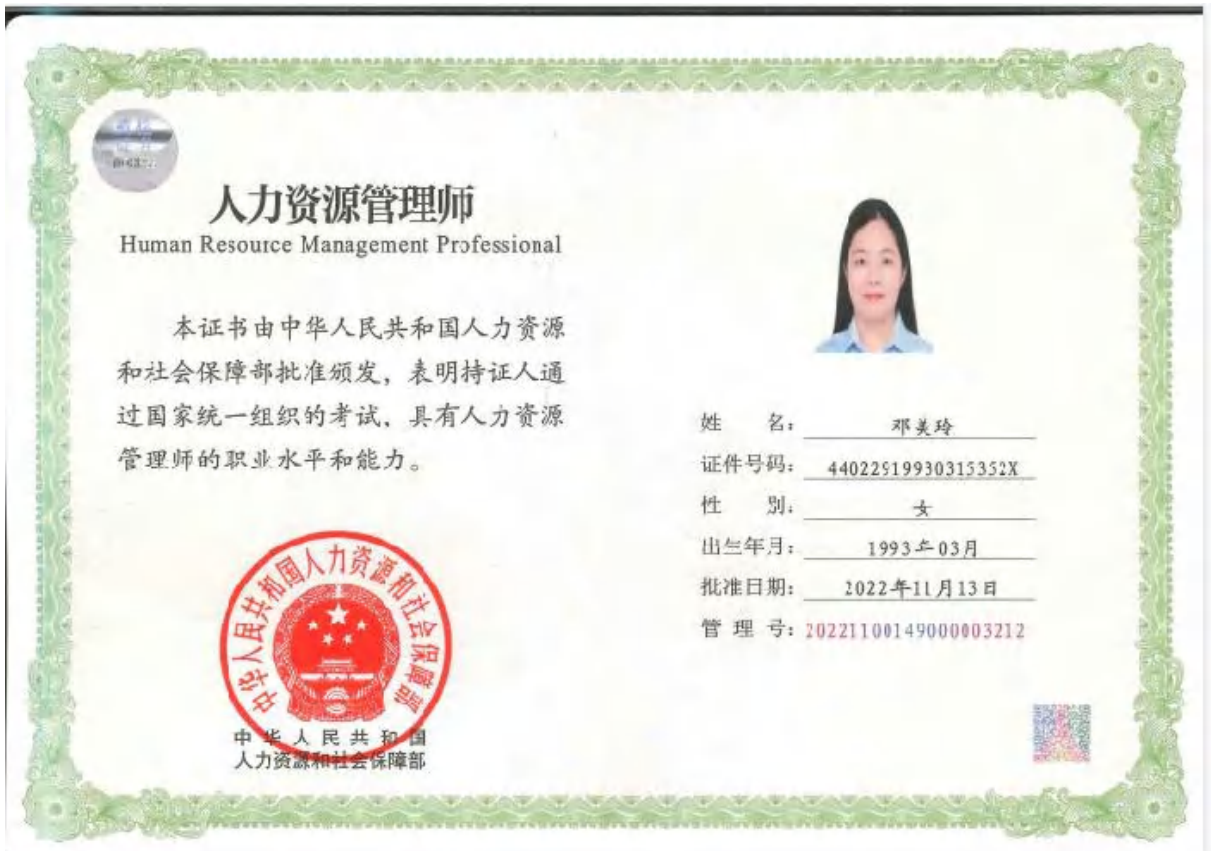 人力资源管理师
Human Resource Management Professional
本证书由中华人民共和国人力资源
和社会保障部批准颁发，表明持证人通
过国家统一组织的考试，具有人力资源
管理师的职业水平和能力。
中华人民共和国人力资源和社会保障部
中华人民共和国
人力资源和社会保障部
姓名：邓美玲
证件号码：44022919930315352X
性别：女
出生年月：1993年03月
批准日期：2022年11月13日
管理号：20221100149000003212